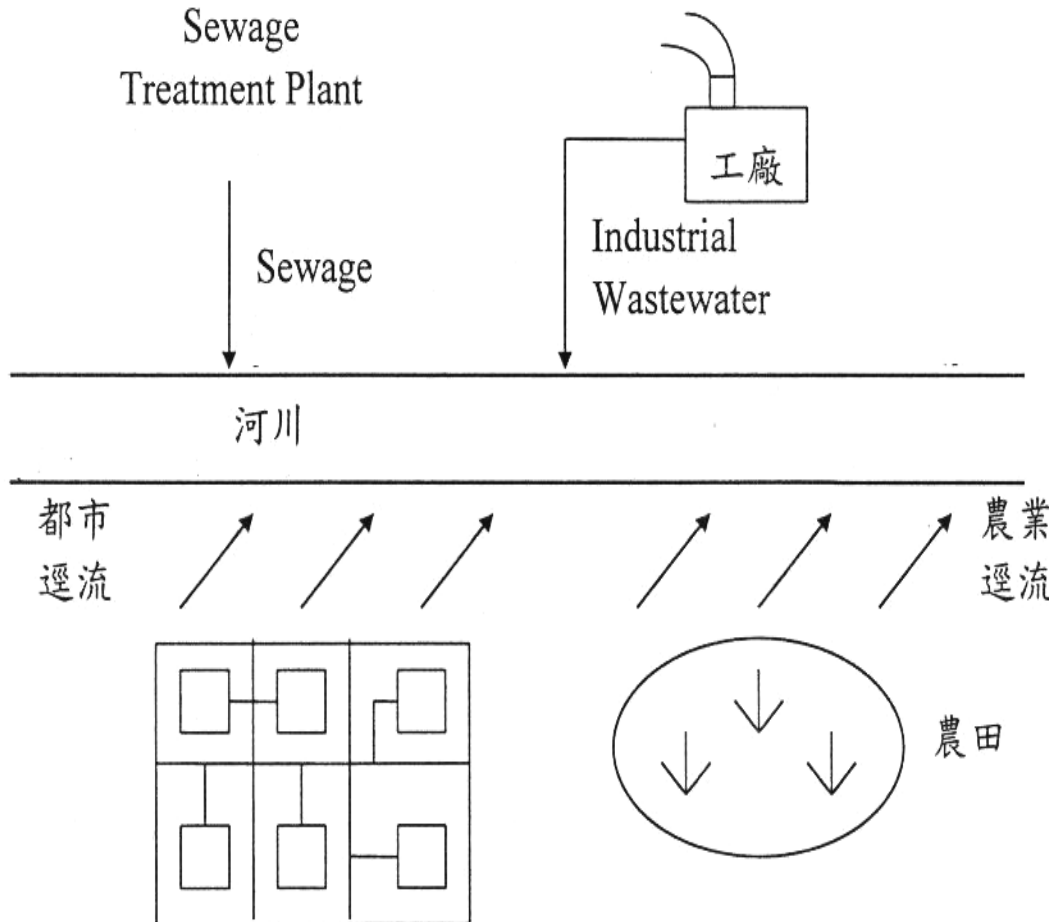 Sewage
Treatment Plant
工廠
Sewage
Industrial
Wastewater
河川
都市
逕流
農業
逕流
農田